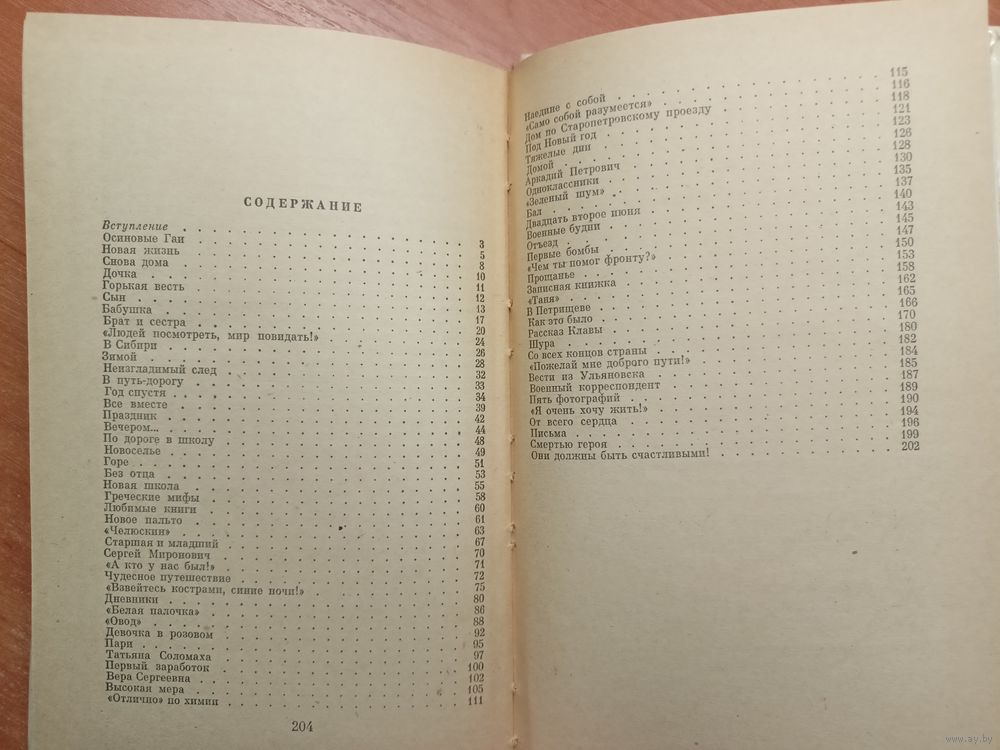 СОДЕРЖАНИЕ
Вступление . . . 3
Осиновые Гаи . . . 5
Новая жизнь . . . 8
Снова дома . . . 10
Дочка . . . 11
Горькая весть . . . 12
Сын . . . 13
Бабушка . . . 17
Брат и сестра . . . 20
«Людей посмотреть, мир повидать!» . . . 24
В Сибири . . . 26
Зимой . . . 28
Неизгладимый след . . . 32
В путь-дорогу . . . 33
Год спустя . . . 34
Все вместе . . . 39
Праздник . . . 42
Вечером... . . . 44
По дороге в школу . . . 48
Новоселье . . . 49
Горе . . . 51
Без отца . . . 53
Новая школа . . . 55
Греческие мифы . . . 58
Любимые книги . . . 60
Новое пальто . . . 61
«Челюскин» . . . 63
Старшая и младший . . . 67
Сергей Миронович . . . 70
«А кто у нас был!» . . . 71
Чудесное путешествие . . . 72
«Взвейтесь кострами, синие ночи!» . . . 75
Дневники . . . 80
«Белая палочка» . . . 86
«Овод» . . . 88
Девочка в розовом . . . 92
Пари . . . 95
Татьяна Соломаха . . . 97
Первый заработок . . . 100
Вера Сергеевна . . . 102
Высокая мера . . . 105
«Отлично» по химии . . . 111
204
Наедине с собой . . . 115
«Само собой разумеется» . . . 116
Дом по Старопетровскому проезду . . . 118
Под Новый год . . . 121
Тяжелые дни . . . 123
Домой . . . 126
Аркадий Петрович . . . 128
Одноклассники . . . 130
«Зеленый шум» . . . 135
Бал . . . 137
Двадцать второе июня . . . 140
Военные будни . . . 143
Отъезд . . . 145
Первые бомбы . . . 147
«Чем ты помог фронту?» . . . 150
Прощанье . . . 153
Записная книжка . . . 158
«Таня» . . . 162
В Петрищеве . . . 165
Как это было . . . 166
Рассказ Клавы . . . 170
Шура . . . 180
Со всех концов страны . . . 182
«Пожелай мне доброго пути!» . . . 184
Вести из Ульяновска . . . 185
Военный корреспондент . . . 187
Пять фотографий . . . 189
«Я очень хочу жить!» . . . 190
От всего сердца . . . 194
Письма . . . 196
Смертью героя . . . 199
Они должны быть счастливыми! . . . 202
www.ay.by